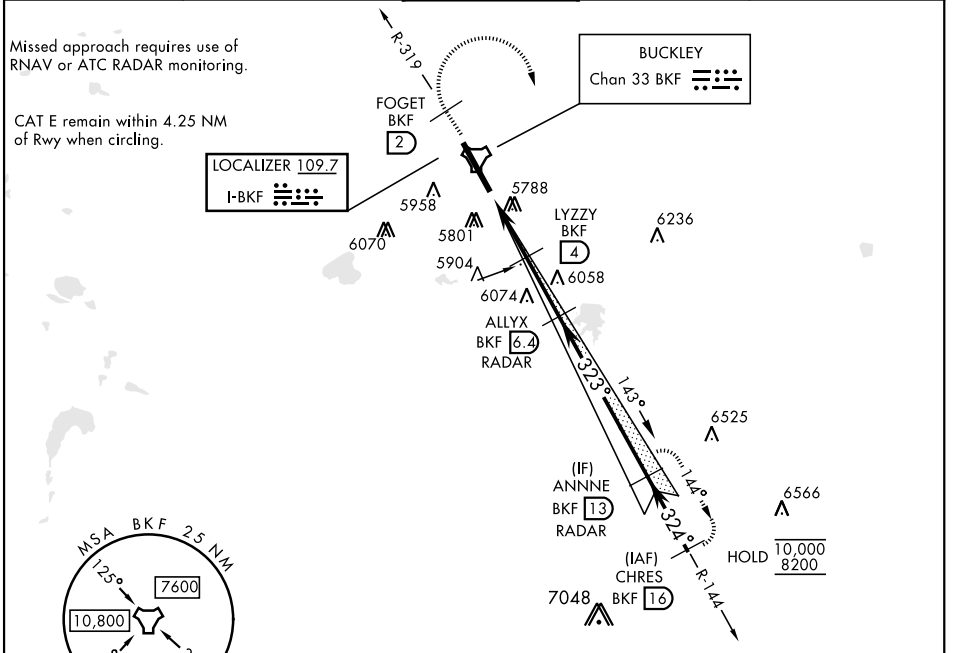 Missed approach requires use of
RNAV or ATC RADAR monitoring.
CAT E remain within 4.25 NM
of Rwy when circling.
R-319
BUCKLEY
Chan 33 BKF
FOGET
BKF
2
LOCALIZER 109.7
I-BKF
5958
5788
6070
5801
LYZZY
BKF
4
6236
5904
6058
6074
ALLYX
BKF 6.4
RADAR
323°
143°
6525
(IF)
ANNNE
BKF 13
RADAR
144°
324°
6566
HOLD 10,000
8200
(IAF)
CHRES
BKF 16
7048
R-144
MSA BKF 25 NM
125°
7600
10,800